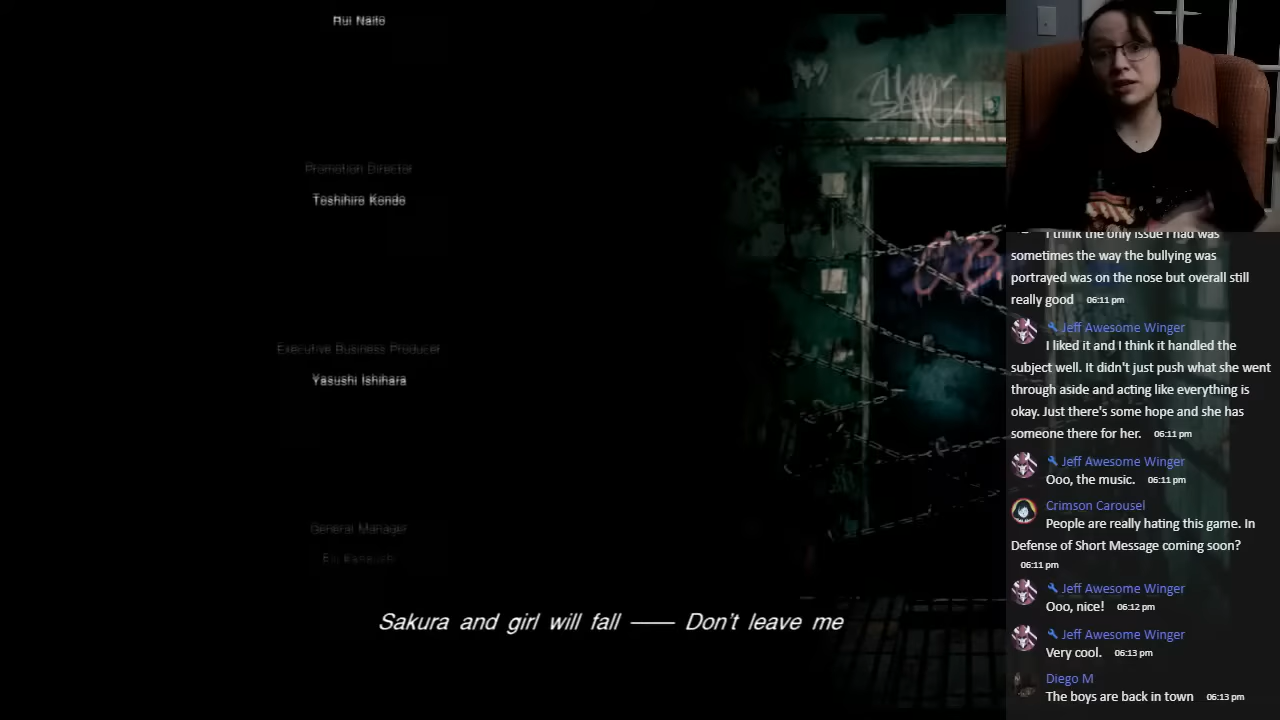 Rui Naito
Promotion Director
Toshihiro Kondo
Executive Business Producer
Yasushi Ishihara
General Manager
Sakura and girl will fall —— Don't leave me
I think the only issue I had was
sometimes the way the bullying was
portrayed was on the nose but overall still
really good 06:11 pm
Jeff Awesome Winger
I liked it and I think it handled the
subject well. It didn't just push what she went
through aside and acting like everything is
okay. Just there's some hope and she has
someone there for her. 06:11 pm
Jeff Awesome Winger
Ooo, the music. 06:11 pm
Crimson Carousel
People are really hating this game. In
Defense of Short Message coming soon?
06:11 pm
Jeff Awesome Winger
Ooo, nice! 06:12 pm
Jeff Awesome Winger
Very cool. 06:13 pm
Diego M
The boys are back in town 06:13 pm